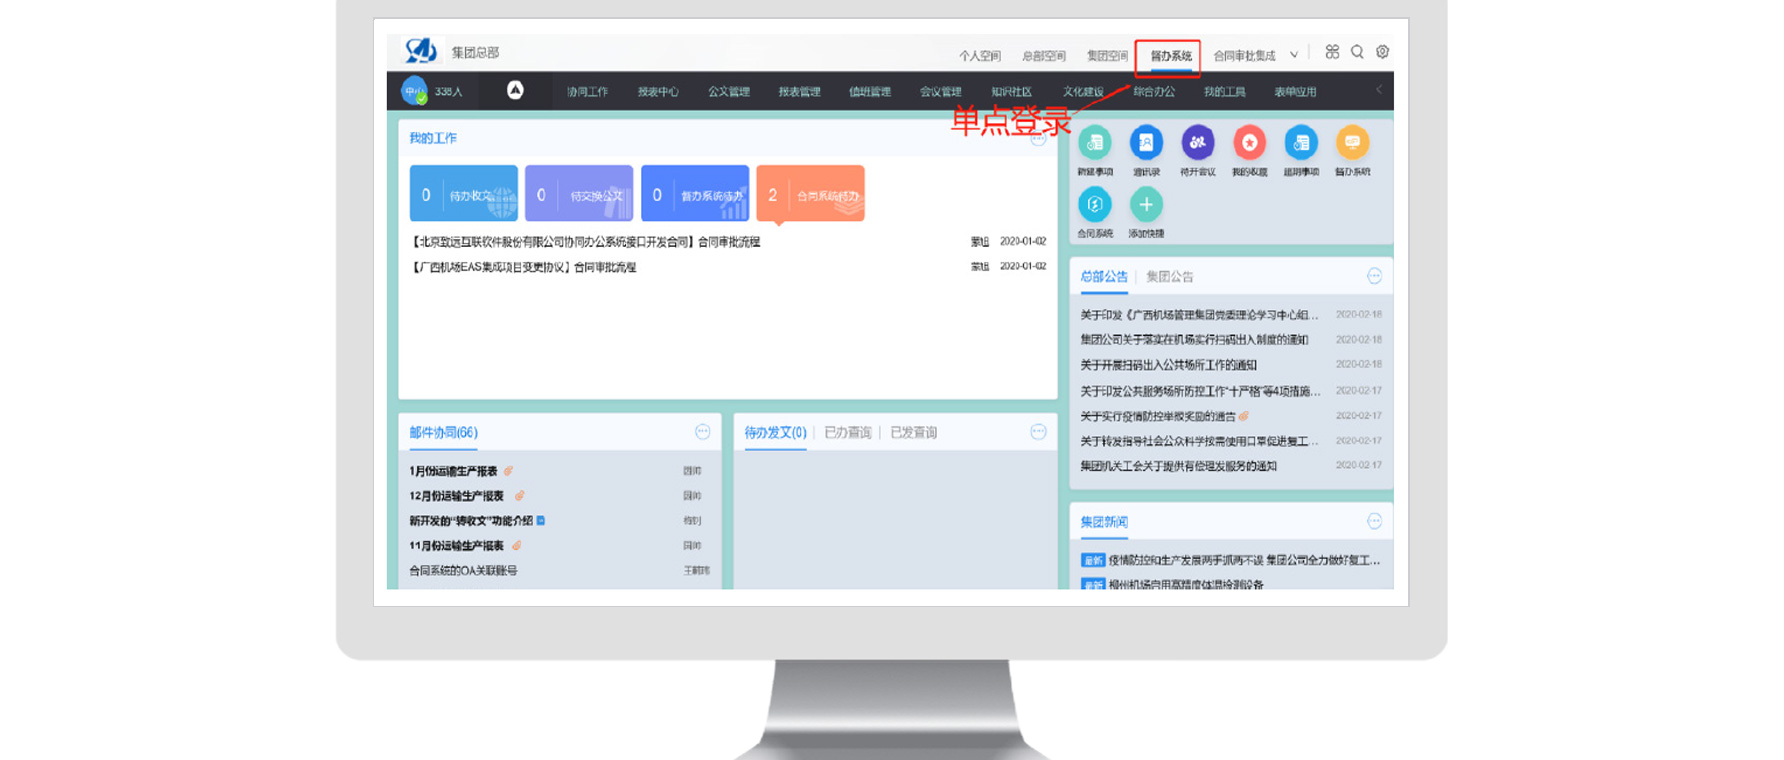 集团总部
个人空间 总部空间 集团空间 督办系统 合同审批集成
338人
协同工作 报表中心 公文管理 报表管理 值班管理 会议管理 知识社区 文化建设 综合办公 我的工具 表单应用
单点登录
我的工作
0 待办收文 0 待交换公文 0 督办系统待办 2 合同系统待办
【北京致远互联软件股份有限公司协同办公系统接口开发合同】合同审批流程 2020-01-02
【广西机场EAS集成项目变更协议】合同审批流程 2020-01-02
新建事项 通讯录 待开会议 我的收藏 超期事项 督办系统
合同系统 添加快捷
总部公告 集团公告
关于印发《广西机场管理集团党委理论学习中心组... 2020-02-18
集团公司关于落实在机场实行扫码出入制度的通知 2020-02-18
关于开展扫码出入公共场所工作的通知 2020-02-18
关于印发公共服务场所防控工作“十严格”等4项措施... 2020-02-17
关于实行疫情防控举报奖励的通告 2020-02-17
关于转发指导社会公众科学按需使用口罩促进复工... 2020-02-17
集团机关工会关于提供有偿理发服务的通知 2020-02-17
邮件协同(66)
1月份运输生产报表
12月份运输生产报表
新开发的“转收文”功能介绍
11月份运输生产报表
合同系统的OA关联账号
待办发文(0) 已办查询 已发查询
集团新闻
最新 疫情防控和生产发展两手抓两不误 集团公司全力做好复工...
最新 柳州机场启用高精度体温检测设备